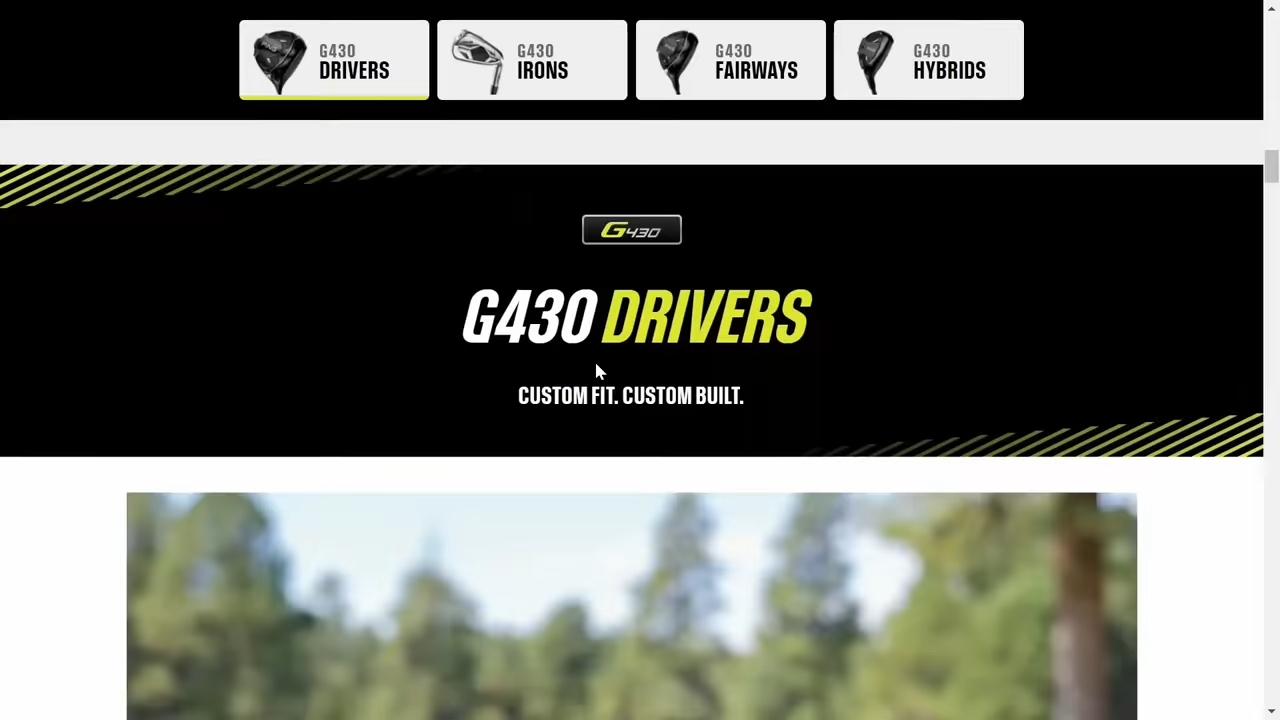 G430
DRIVERS
G430
IRONS
G430
FAIRWAYS
G430
HYBRIDS
G430
G430 DRIVERS
CUSTOM FIT. CUSTOM BUILT.